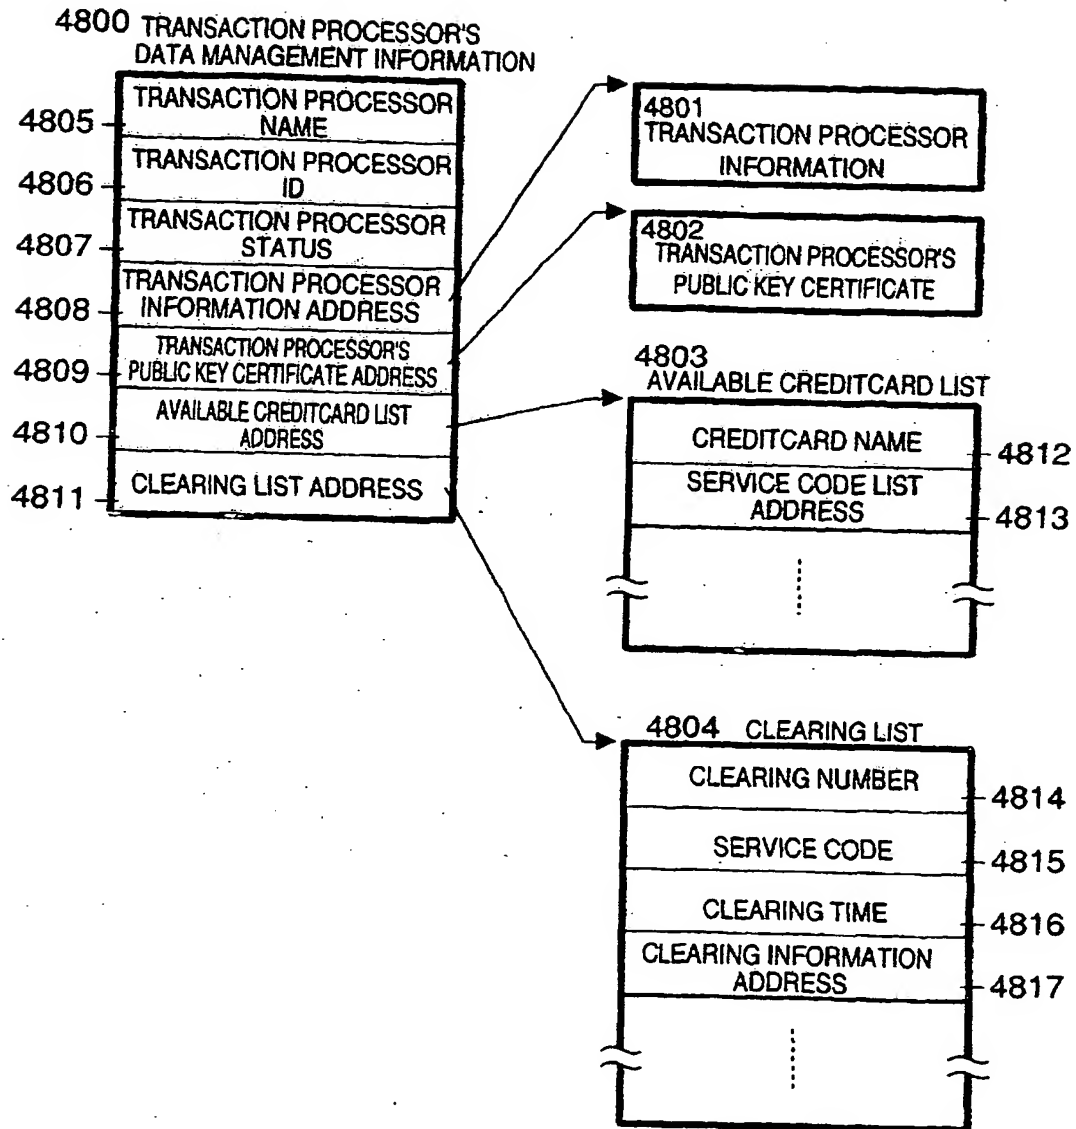 4800 TRANSACTION PROCESSOR'S
DATA MANAGEMENT INFORMATION
4805
TRANSACTION PROCESSOR
NAME
4806
TRANSACTION PROCESSOR
ID
4807
TRANSACTION PROCESSOR
STATUS
4808
TRANSACTION PROCESSOR
INFORMATION ADDRESS
4809
TRANSACTION PROCESSOR'S
PUBLIC KEY CERTIFICATE ADDRESS
4810
AVAILABLE CREDITCARD LIST
ADDRESS
4811
CLEARING LIST ADDRESS
4801
TRANSACTION PROCESSOR
INFORMATION
4802
TRANSACTION PROCESSOR'S
PUBLIC KEY CERTIFICATE
4803
AVAILABLE CREDITCARD LIST
CREDITCARD NAME
4812
SERVICE CODE LIST
ADDRESS
4813
4804 CLEARING LIST
CLEARING NUMBER
4814
SERVICE CODE
4815
CLEARING TIME
4816
CLEARING INFORMATION
ADDRESS
4817